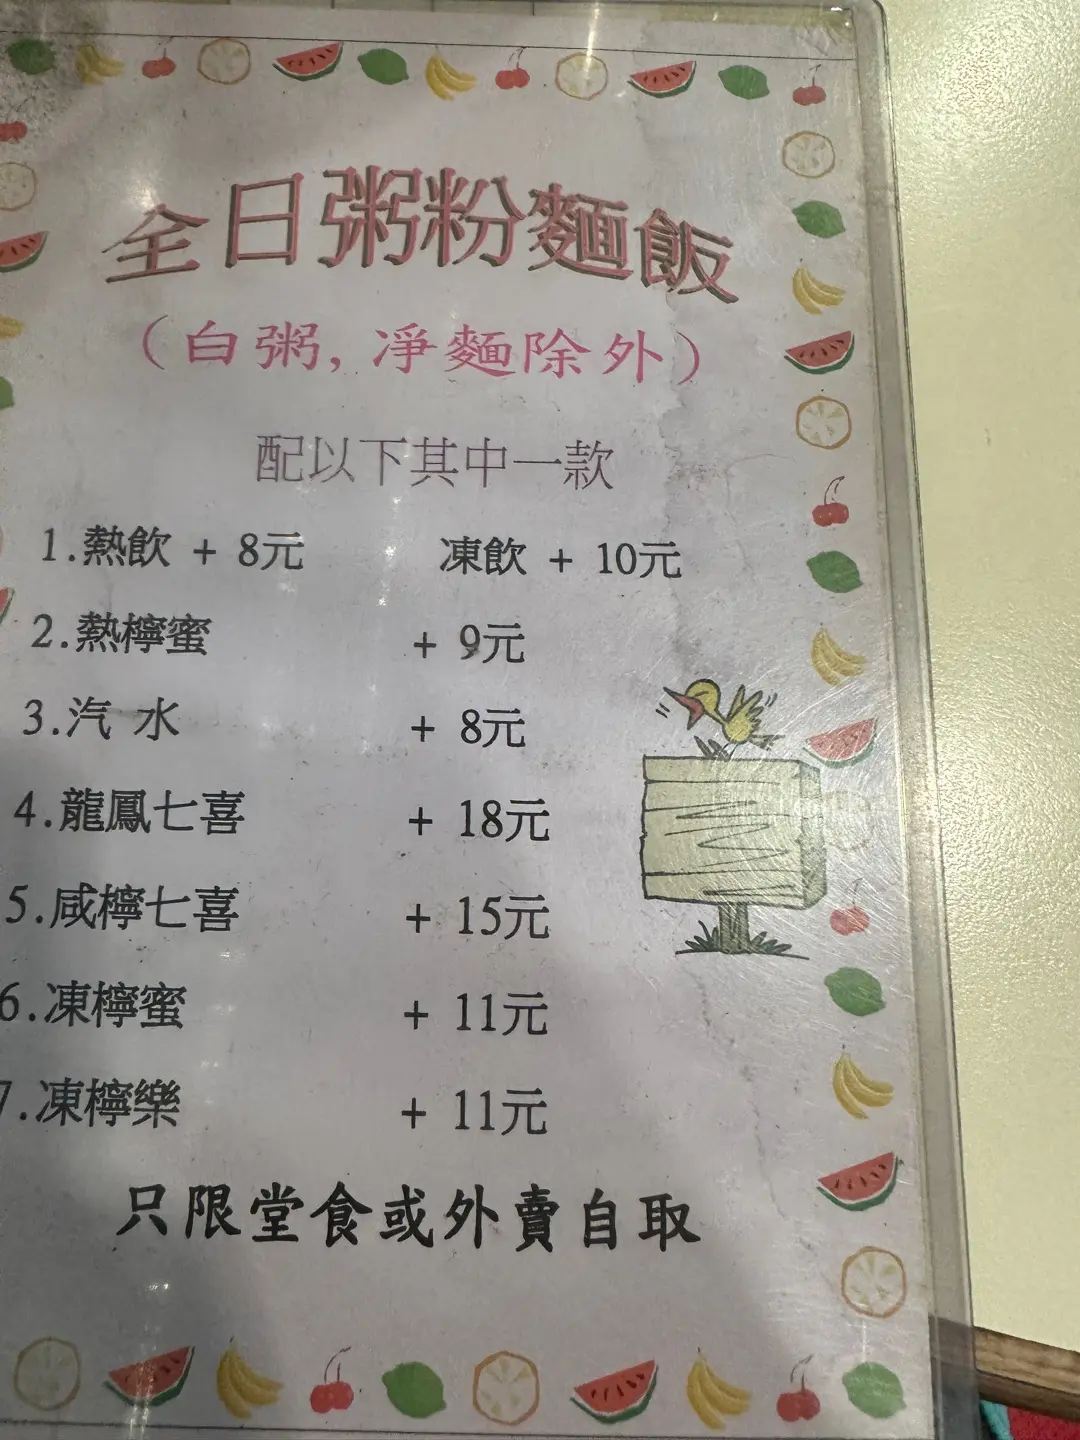 全日粥粉麵飯
（白粥, 淨麵除外）
配以下其中一款
1.熱飲 + 8元 凍飲 + 10元
2.熱檸蜜 + 9元
3.汽 水 + 8元
4.龍鳳七喜 + 18元
5.咸檸七喜 + 15元
6.凍檸蜜 + 11元
7.凍檸樂 + 11元
只限堂食或外賣自取